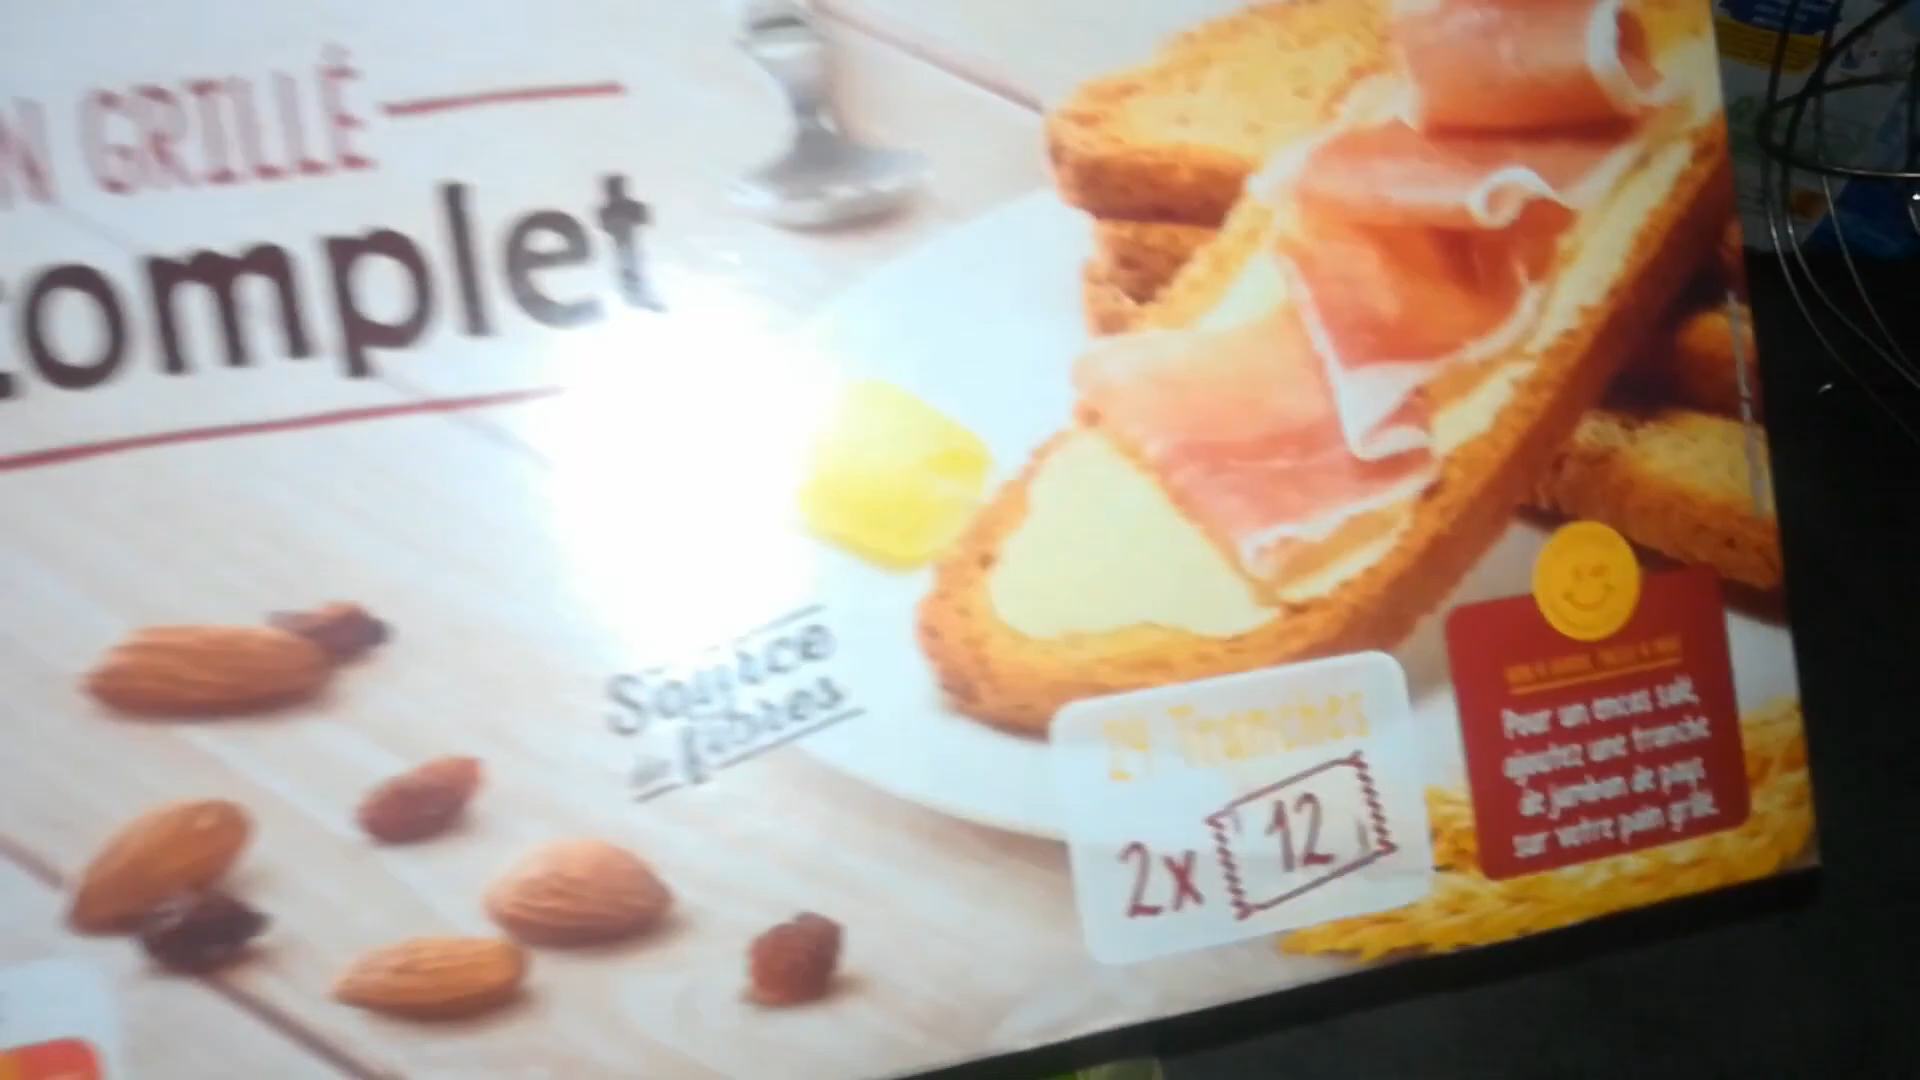 N GRILLÉ
complet
Source
de fibres
24 Tranches
2x 12
Pour un encas salé,
ajoutez une tranche
de jambon de pays
sur votre pain grillé.